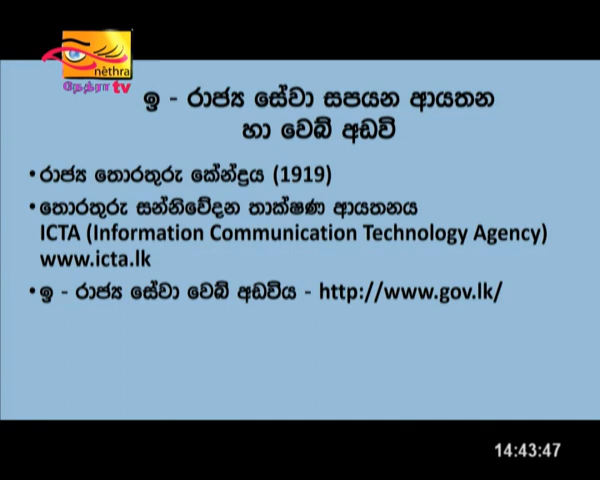 nēthra
நேத்ரா tv
ඉ - රාජ්‍ය සේවා සපයන ආයතන
හා වෙබ් අඩවි
• රාජ්‍ය තොරතුරු කේන්ද්‍රය (1919)
• තොරතුරු සන්නිවේදන තාක්ෂණ ආයතනය
ICTA (Information Communication Technology Agency)
www.icta.lk
• ඉ - රාජ්‍ය සේවා වෙබ් අඩවිය - http://www.gov.lk/
14:43:47